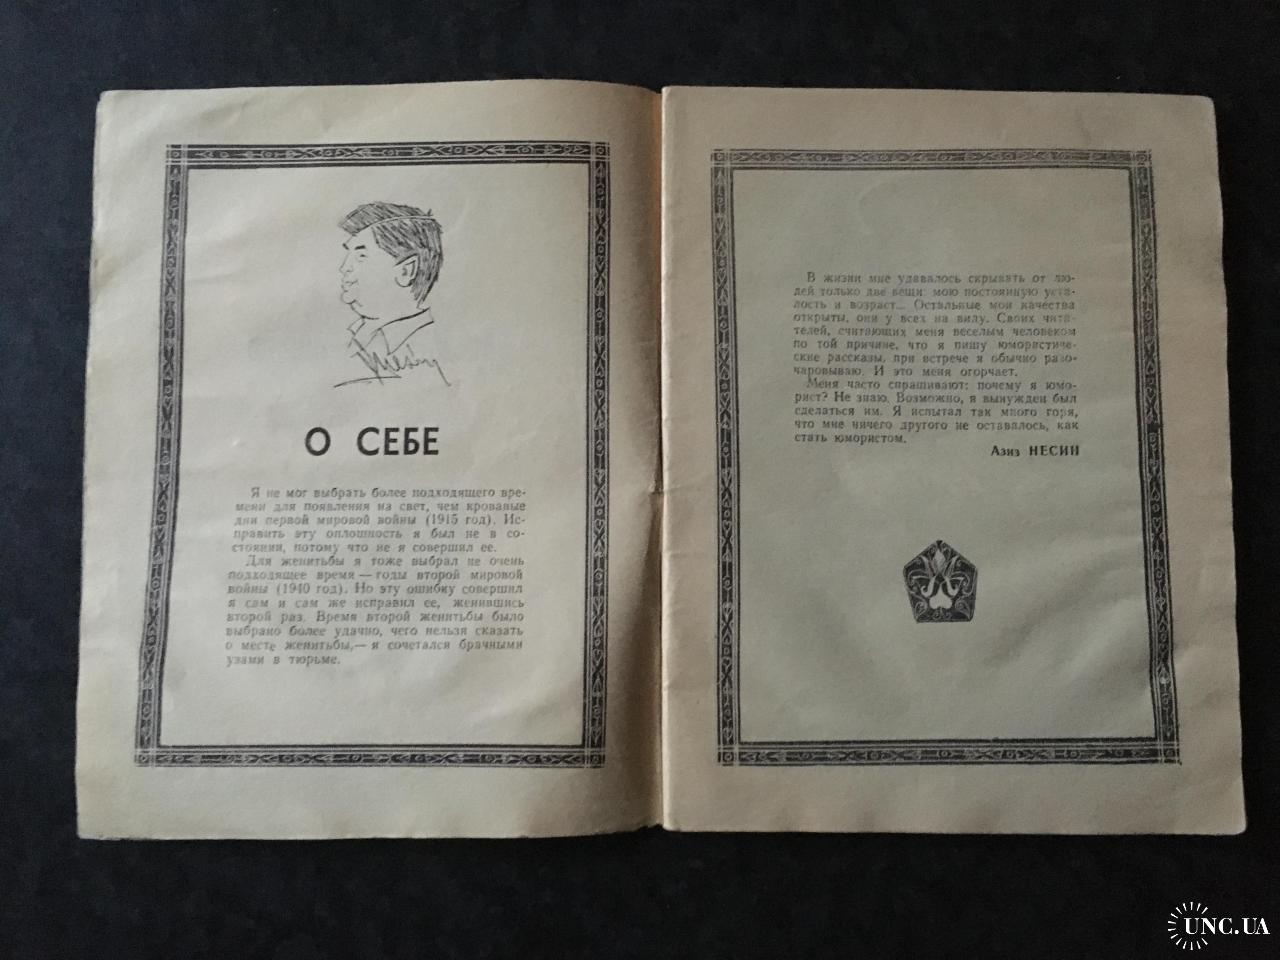 О СЕБЕ
Я не мог выбрать более подходящего вре-
мени для появления на свет, чем кровавые
дни первой мировой войны (1915 год). Ис-
править эту оплошность я был не в со-
стоянии, потому что не я совершил ее.
Для женитьбы я тоже выбрал не очень
подходящее время — годы второй мировой
войны (1940 год). Но эту ошибку совершил
я сам и сам же исправил ее, женившись
второй раз. Время второй женитьбы было
выбрано более удачно, чего нельзя сказать
о месте женитьбы, — я сочетался брачными
узами в тюрьме.
В жизни мне удавалось скрывать от лю-
дей только две вещи: мою постоянную уста-
лость и возраст... Остальные мои качества
открыты, они у всех на виду. Своих чита-
телей, считающих меня веселым человеком
по той причине, что я пишу юмористиче-
ские рассказы, при встрече я обычно разо-
чаровываю. И это меня огорчает.
Меня часто спрашивают: почему я юмо-
рист? Не знаю. Возможно, я вынужден был
сделаться им. Я испытал так много горя,
что мне ничего другого не оставалось, как
стать юмористом.
Азиз НЕСИН
UNC.UA